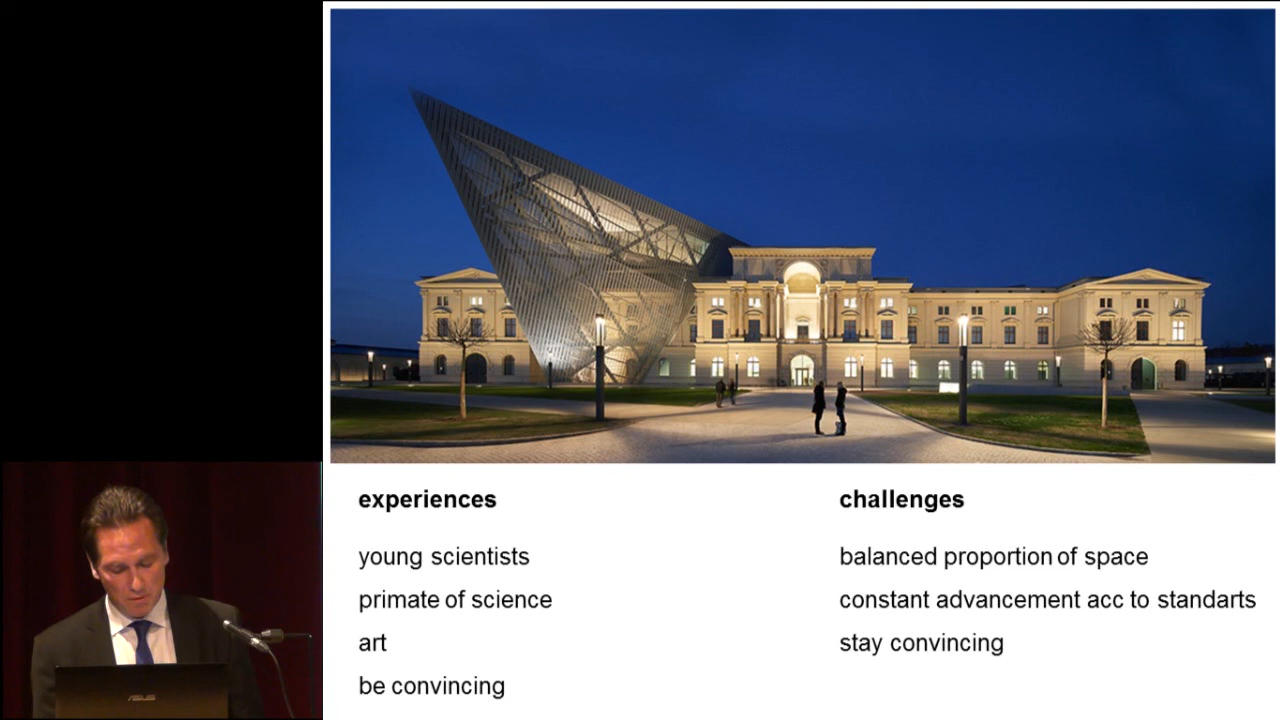 experiences
young scientists
primate of science
art
be convincing
challenges
balanced proportion of space
constant advancement acc to standarts
stay convincing
ASUS